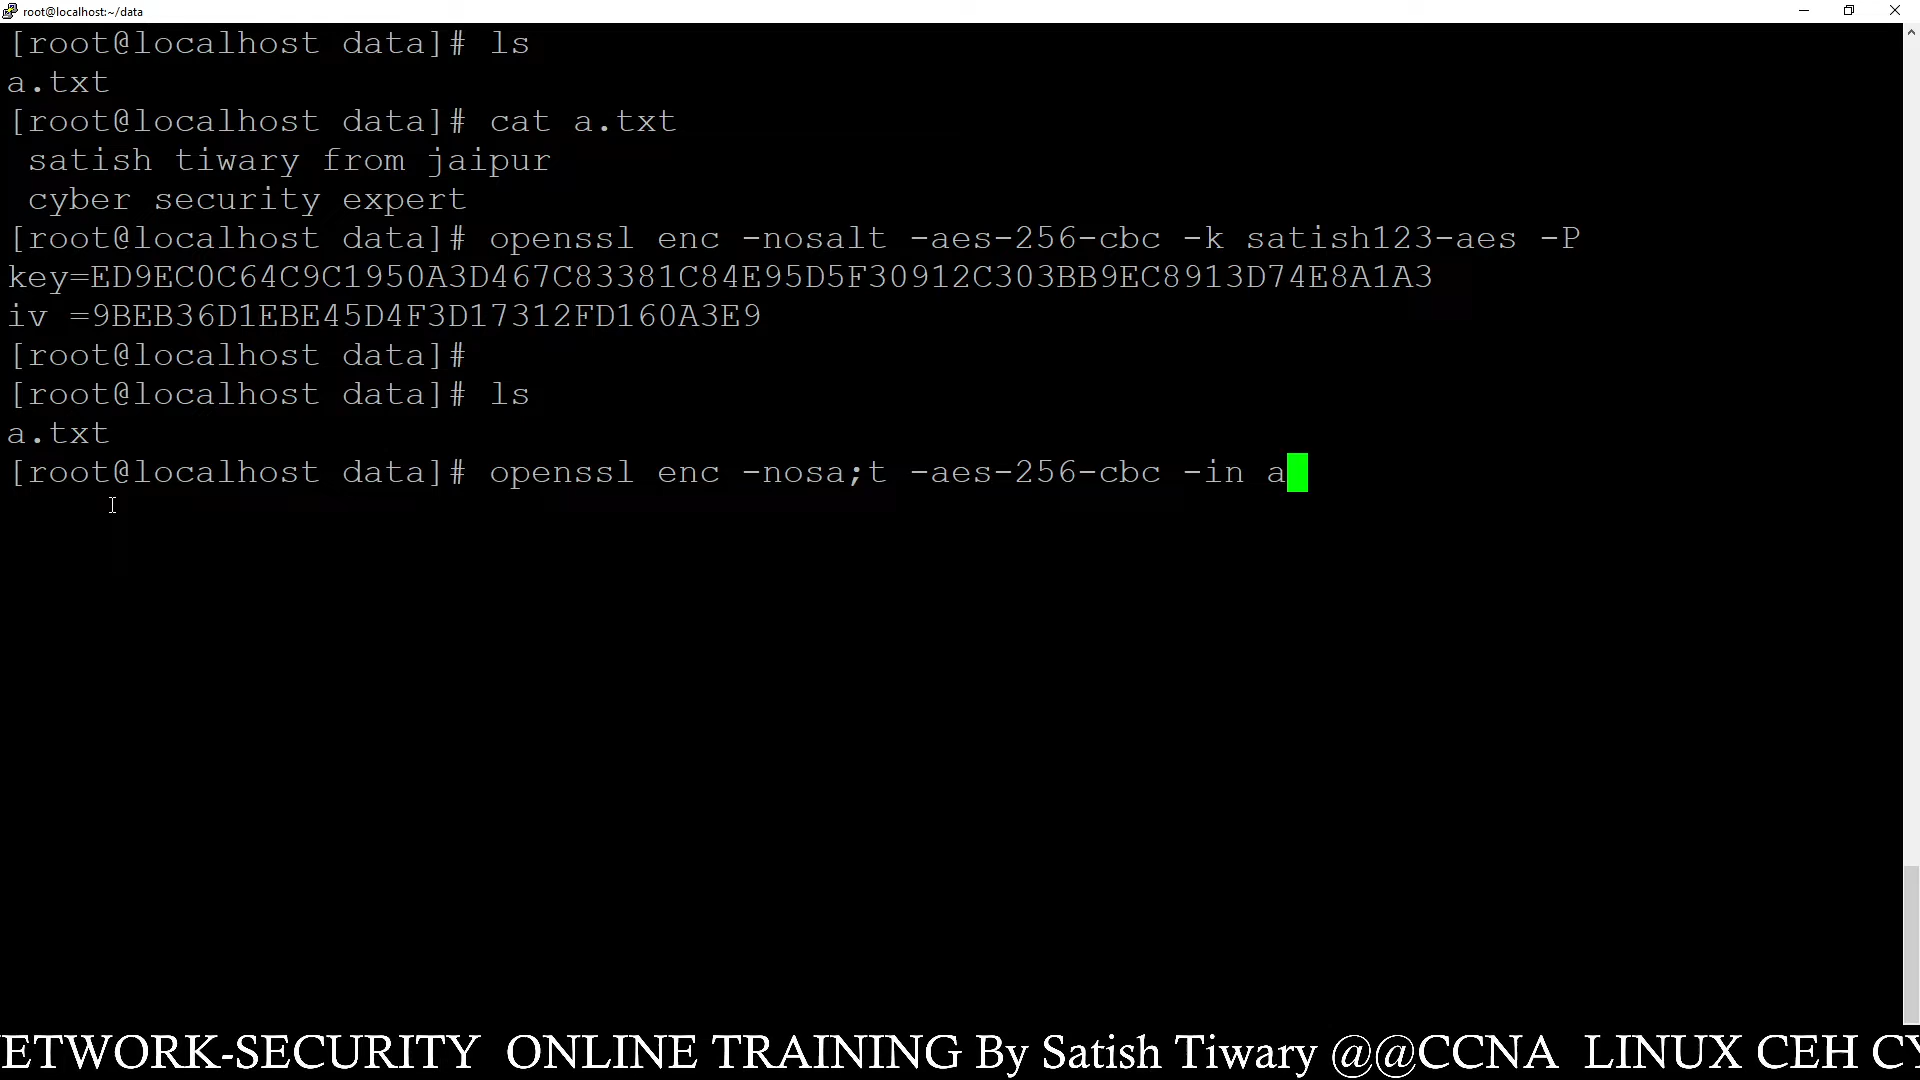 root@localhost:~/data
[root@localhost data]# ls
a.txt
[root@localhost data]# cat a.txt
satish tiwary from jaipur
cyber security expert
[root@localhost data]# openssl enc -nosalt -aes-256-cbc -k satish123-aes -P
key=ED9EC0C64C9C1950A3D467C83381C84E95D5F30912C303BB9EC8913D74E8A1A3
iv =9BEB36D1EBE45D4F3D17312FD160A3E9
[root@localhost data]#
[root@localhost data]# ls
a.txt
[root@localhost data]# openssl enc -nosa;t -aes-256-cbc -in a
ETWORK-SECURITY ONLINE TRAINING By Satish Tiwary @@CCNA LINUX CEH CY